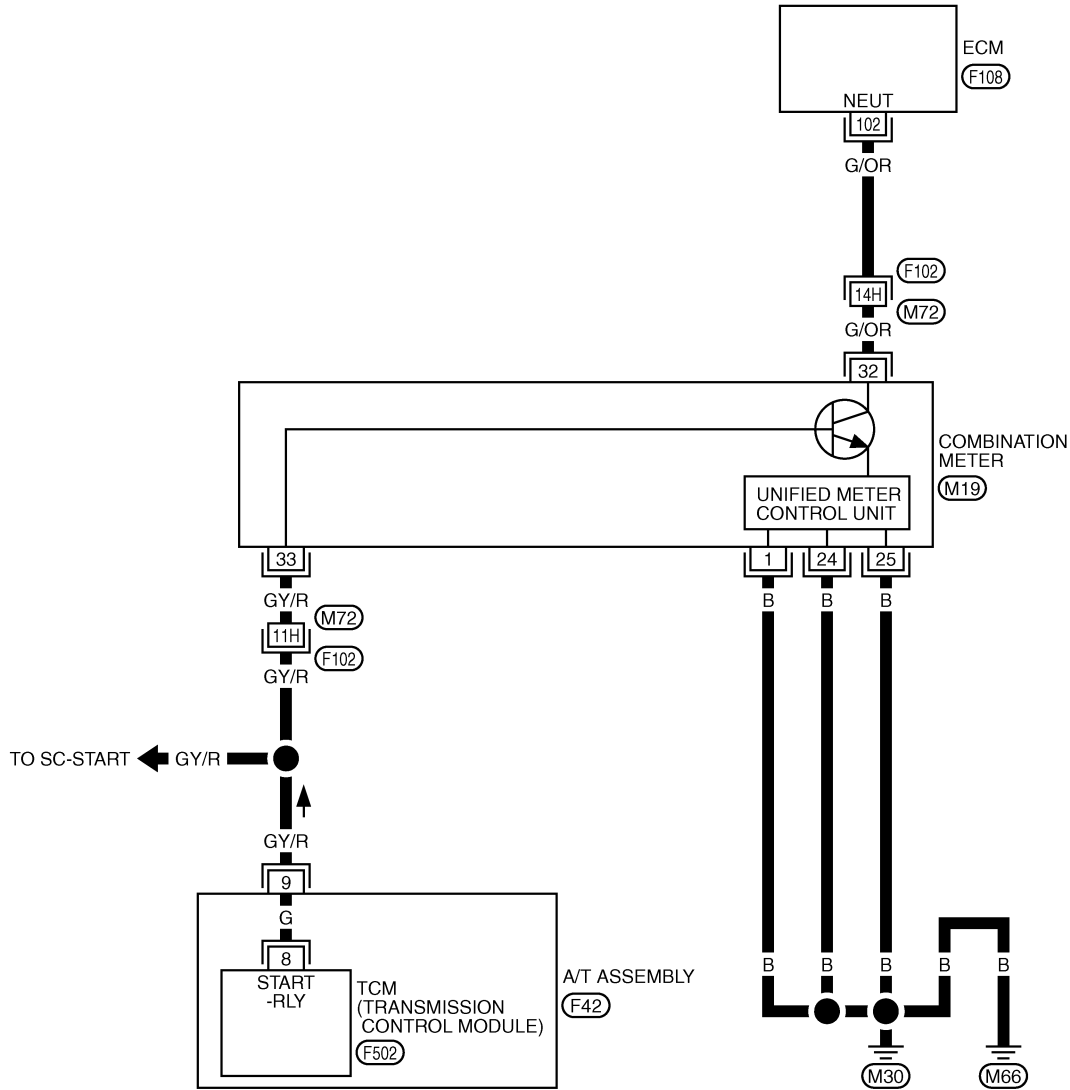 ECM
F108
NEUT
102
G/OR
F102
14H
M72
G/OR
32
COMBINATION
METER
M19
UNIFIED METER
CONTROL UNIT
33
1
24
25
GY/R
B
B
B
M72
11H
F102
GY/R
TO SC-START
GY/R
GY/R
9
G
8
START
-RLY
TCM
(TRANSMISSION
CONTROL MODULE)
F502
A/T ASSEMBLY
F42
B
B
B
B
B
M30
M66